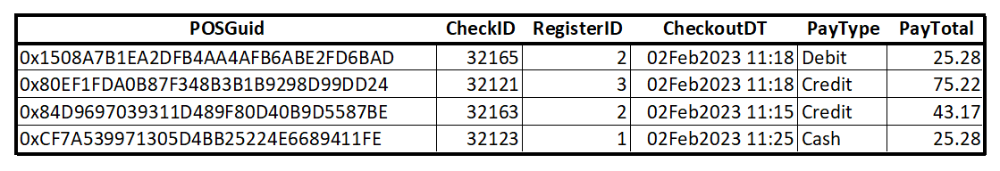 POSGuid CheckID RegisterID CheckoutDT PayType PayTotal
0x1508A7B1EA2DFB4AA4AFB6ABE2FD6BAD 32165 2 02Feb2023 11:18 Debit 25.28
0x80EF1FDA0B87F348B3B1B9298D99DD24 32121 3 02Feb2023 11:18 Credit 75.22
0x84D9697039311D489F80D40B9D5587BE 32163 2 02Feb2023 11:15 Credit 43.17
0xCF7A539971305D4BB25224E6689411FE 32123 1 02Feb2023 11:25 Cash 25.28